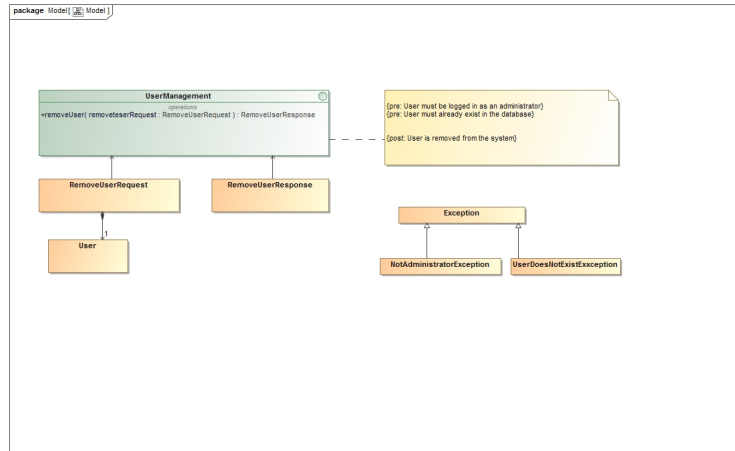 package Model[ Model ]
UserManagement
operations
+removeUser( removeteserRequest : RemoveUserRequest ) : RemoveUserResponse
{pre: User must be logged in as an administrator}
{pre: User must already exist in the database}
{post: User is removed from the system}
RemoveUserRequest
RemoveUserResponse
1
User
Exception
NotAdministratorException
UserDoesNotExistExxception